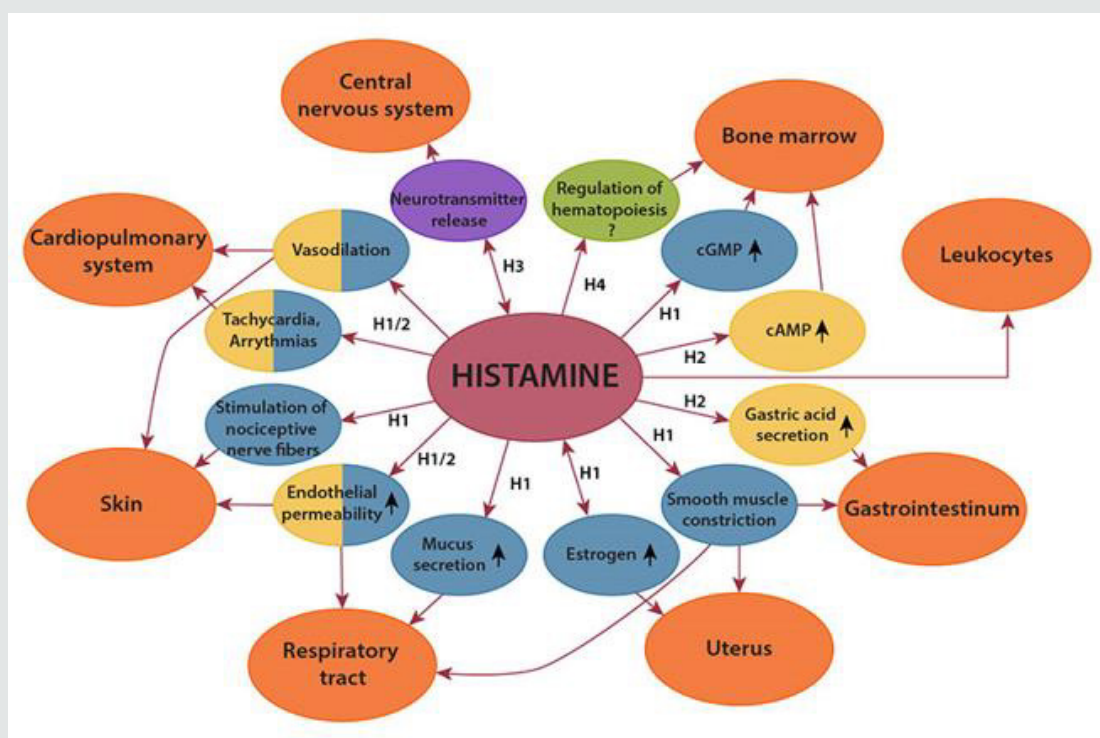 Central
nervous system
Bone marrow
Neurotransmitter
release
Regulation of
hematopoiesis
?
Cardiopulmonary
system
Vasodilation
cGMP
Leukocytes
H3
H4
H1
Tachycardia,
Arrythmias
H1/2
cAMP
H2
HISTAMINE
Stimulation of
nociceptive
nerve fibers
H1
H2
Gastric acid
secretion
H1/2
H1
Skin
Endothelial
permeability
H1
H1
Smooth muscle
constriction
Gastrointestinum
Mucus
secretion
Estrogen
Respiratory
tract
Uterus